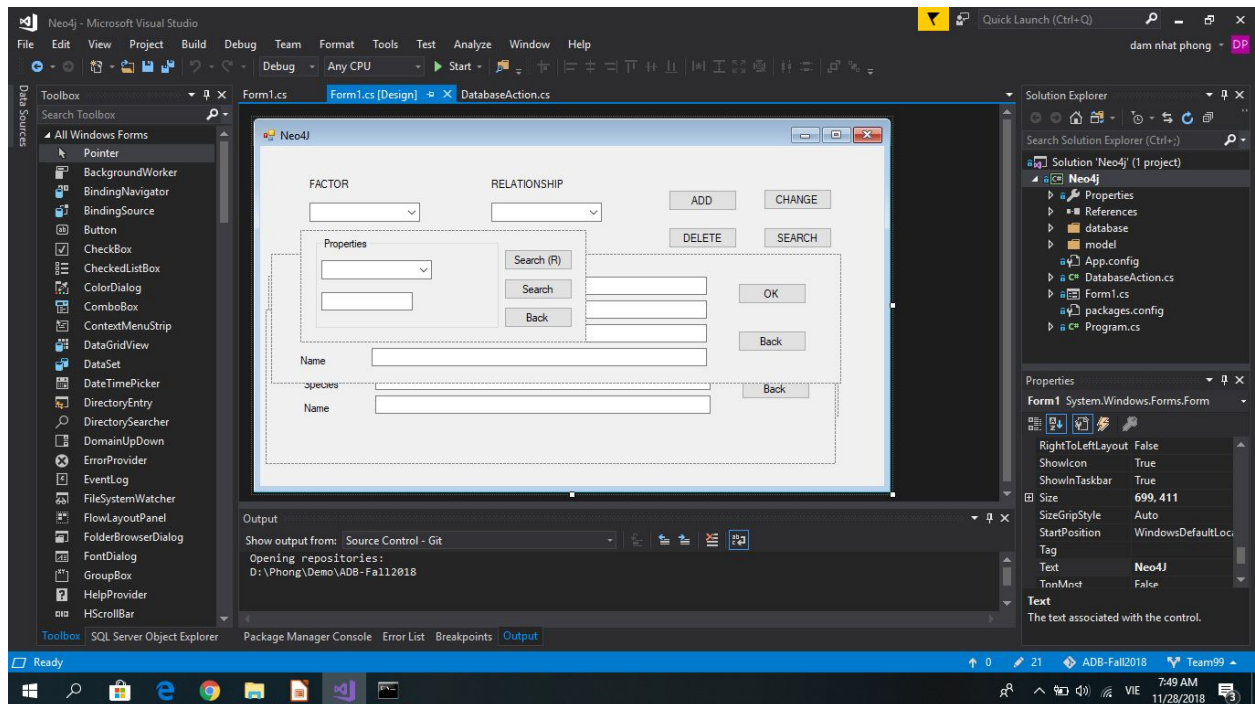 Neo4j - Microsoft Visual Studio
Quick Launch (Ctrl+Q)
File Edit View Project Build Debug Team Format Tools Test Analyze Window Help
dam nhat phong DP
Debug Any CPU Start
Data Sources
Toolbox
Search Toolbox
All Windows Forms
Pointer
BackgroundWorker
BindingNavigator
BindingSource
Button
CheckBox
CheckedListBox
ColorDialog
ComboBox
ContextMenuStrip
DataGridView
DataSet
DateTimePicker
DirectoryEntry
DirectorySearcher
DomainUpDown
ErrorProvider
EventLog
FileSystemWatcher
FlowLayoutPanel
FolderBrowserDialog
FontDialog
GroupBox
HelpProvider
HScrollBar
Toolbox SQL Server Object Explorer
Form1.cs Form1.cs [Design] DatabaseAction.cs
Neo4J
FACTOR RELATIONSHIP
ADD CHANGE
DELETE SEARCH
Properties
Search (R)
Search
Back
OK
Back
Name
Species
Back
Name
Output
Show output from: Source Control - Git
Opening repositories:
D:\Phong\Demo\ADB-Fall2018
Package Manager Console Error List Breakpoints Output
Solution Explorer
Search Solution Explorer (Ctrl+;)
Solution 'Neo4j' (1 project)
Neo4j
Properties
References
database
model
App.config
DatabaseAction.cs
Form1.cs
packages.config
Program.cs
Properties
Form1 System.Windows.Forms.Form
RightToLeftLayout False
ShowIcon True
ShowInTaskbar True
Size 699, 411
SizeGripStyle Auto
StartPosition WindowsDefaultLoca
Tag
Text Neo4J
TopMost False
Text
The text associated with the control.
Ready
0 21 ADB-Fall2018 Team99
VIE
7:49 AM
11/28/2018
3